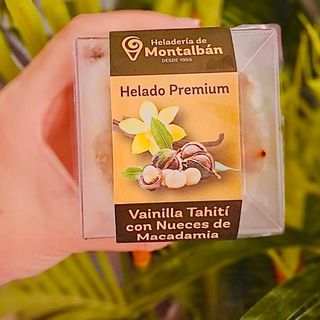 Heladería de
Montalbán
DESDE 1955
Helado Premium
Vainilla Tahití
con Nueces de
Macadamia